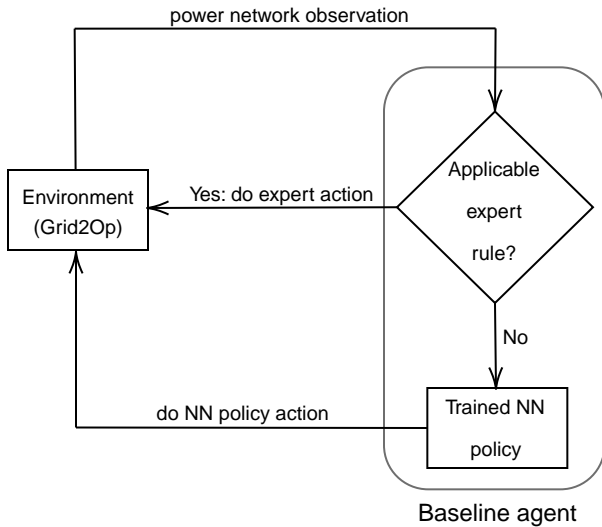 power network observation
Applicable
expert
rule?
Environment
(Grid2Op)
Yes: do expert action
No
Trained NN
policy
do NN policy action
Baseline agent